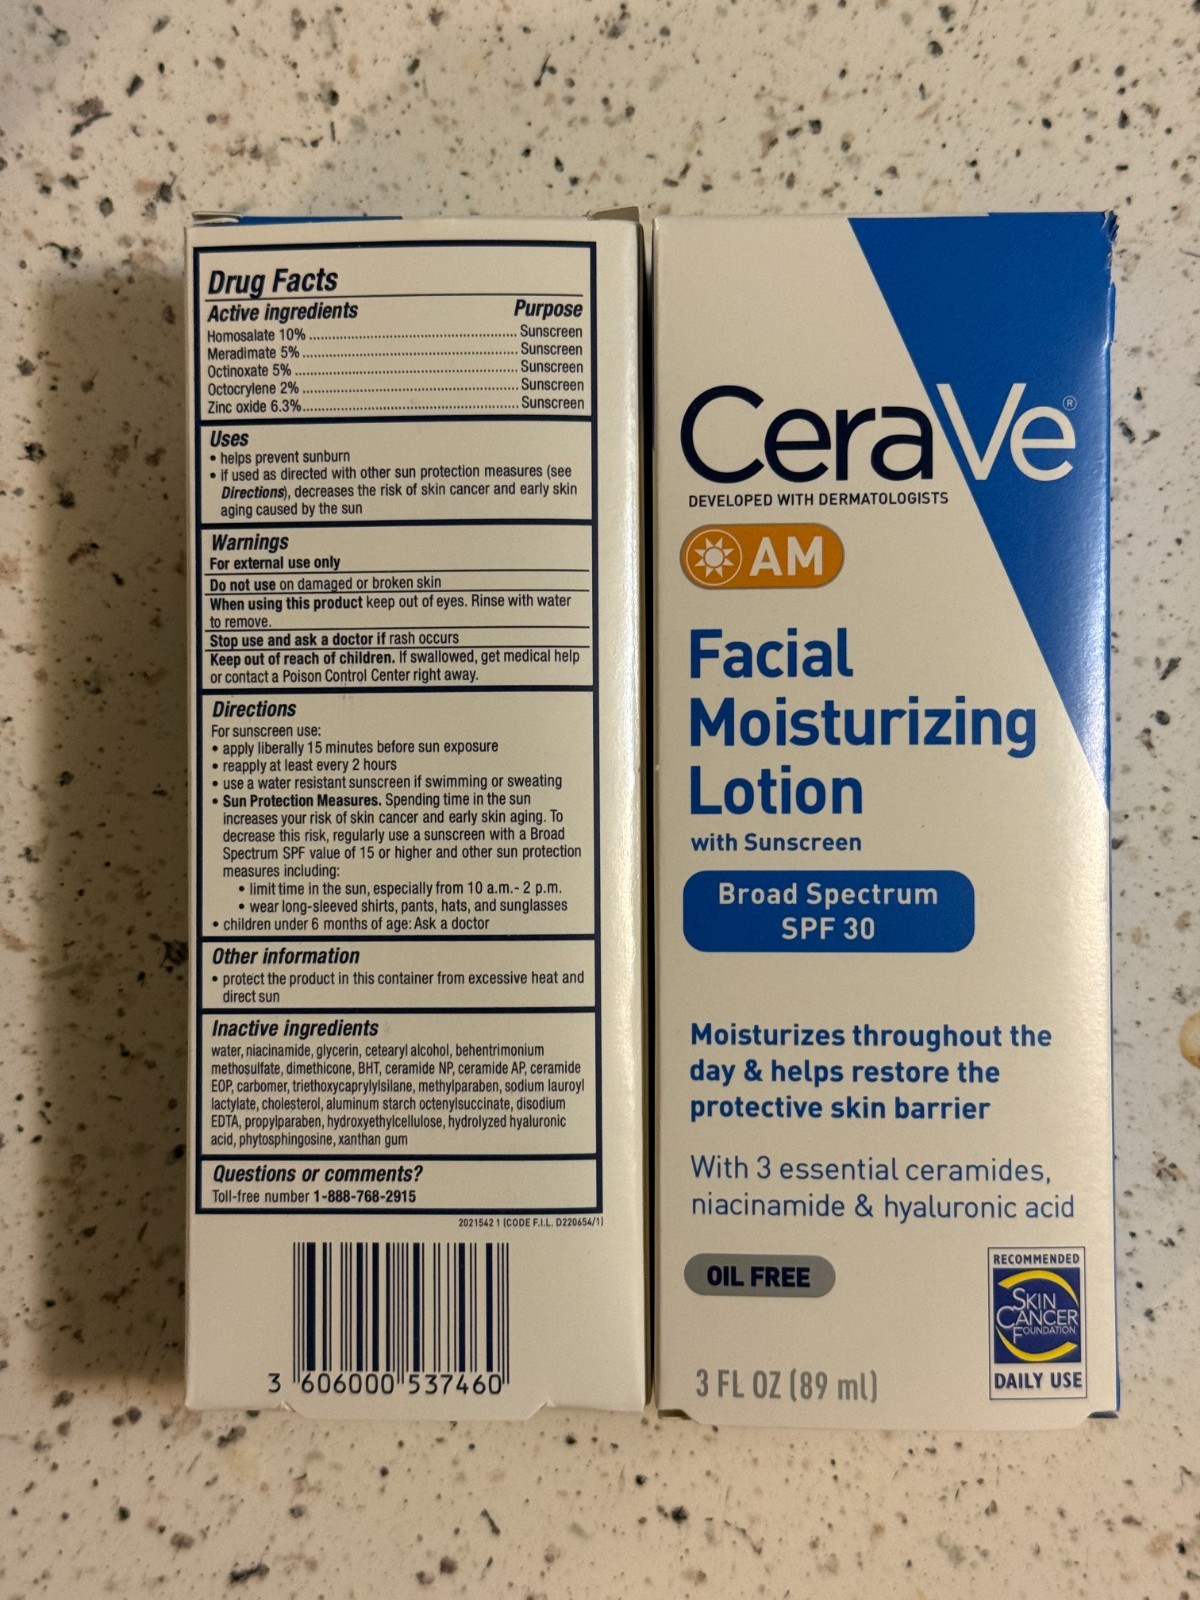 Drug Facts
Active ingredients Purpose
Homosalate 10% ........ Sunscreen
Meradimate 5% ........ Sunscreen
Octinoxate 5% ........ Sunscreen
Octocrylene 2% ........ Sunscreen
Zinc oxide 6.3% ........ Sunscreen
Uses
• helps prevent sunburn
• if used as directed with other sun protection measures (see
Directions), decreases the risk of skin cancer and early skin
aging caused by the sun
Warnings
For external use only
Do not use on damaged or broken skin
When using this product keep out of eyes. Rinse with water
to remove.
Stop use and ask a doctor if rash occurs
Keep out of reach of children. If swallowed, get medical help
or contact a Poison Control Center right away.
Directions
For sunscreen use:
• apply liberally 15 minutes before sun exposure
• reapply at least every 2 hours
• use a water resistant sunscreen if swimming or sweating
• Sun Protection Measures. Spending time in the sun
increases your risk of skin cancer and early skin aging. To
decrease this risk, regularly use a sunscreen with a Broad
Spectrum SPF value of 15 or higher and other sun protection
measures including:
• limit time in the sun, especially from 10 a.m.- 2 p.m.
• wear long-sleeved shirts, pants, hats, and sunglasses
• children under 6 months of age: Ask a doctor
Other information
• protect the product in this container from excessive heat and
direct sun
Inactive ingredients
water, niacinamide, glycerin, cetearyl alcohol, behentrimonium
methosulfate, dimethicone, BHT, ceramide NP, ceramide AP, ceramide
EOP, carbomer, triethoxycaprylylsilane, methylparaben, sodium lauroyl
lactylate, cholesterol, aluminum starch octenylsuccinate, disodium
EDTA, propylparaben, hydroxyethylcellulose, hydrolyzed hyaluronic
acid, phytosphingosine, xanthan gum
Questions or comments?
Toll-free number 1-888-768-2915
2021542 1 (CODE F.I.L. D220654/1)
3 606000 537460
CeraVe®
DEVELOPED WITH DERMATOLOGISTS
AM
Facial
Moisturizing
Lotion
with Sunscreen
Broad Spectrum
SPF 30
Moisturizes throughout the
day & helps restore the
protective skin barrier
With 3 essential ceramides,
niacinamide & hyaluronic acid
OIL FREE
3 FL OZ (89 ml)
RECOMMENDED
SKIN
CANCER
FOUNDATION
DAILY USE